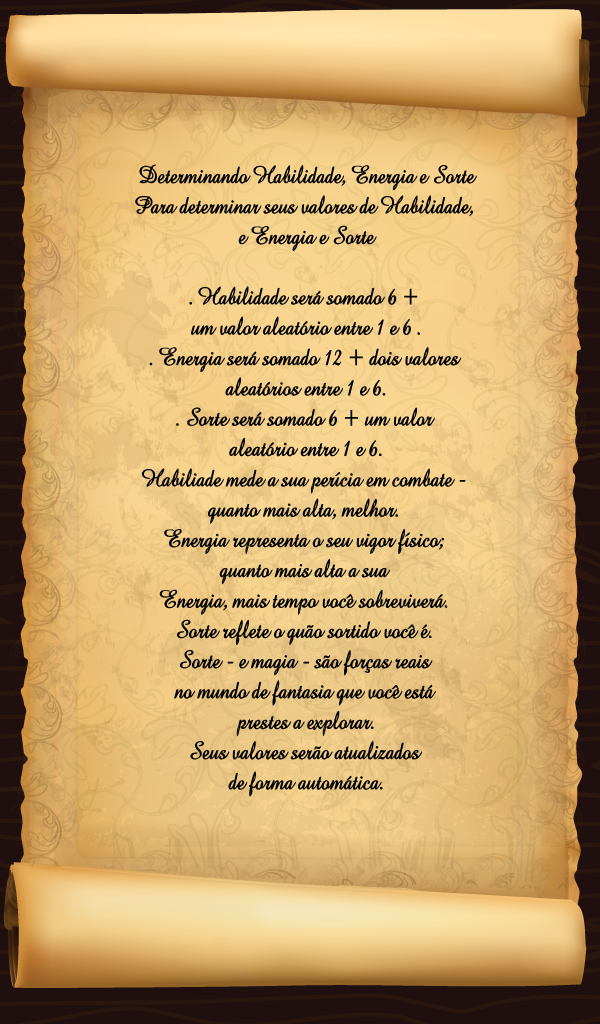 Determinando Habilidade, Energia e Sorte
Para determinar seus valores de Habilidade,
e Energia e Sorte
. Habilidade será somado 6 +
um valor aleatório entre 1 e 6 .
. Energia será somado 12 + dois valores
aleatórios entre 1 e 6.
. Sorte será somado 6 + um valor
aleatório entre 1 e 6.
Habiliade mede a sua perícia em combate -
quanto mais alta, melhor.
Energia representa o seu vigor físico;
quanto mais alta a sua
Energia, mais tempo você sobreviverá.
Sorte reflete o quão sortido você é.
Sorte - e magia - são forças reais
no mundo de fantasia que você está
prestes a explorar.
Seus valores serão atualizados
de forma automática.